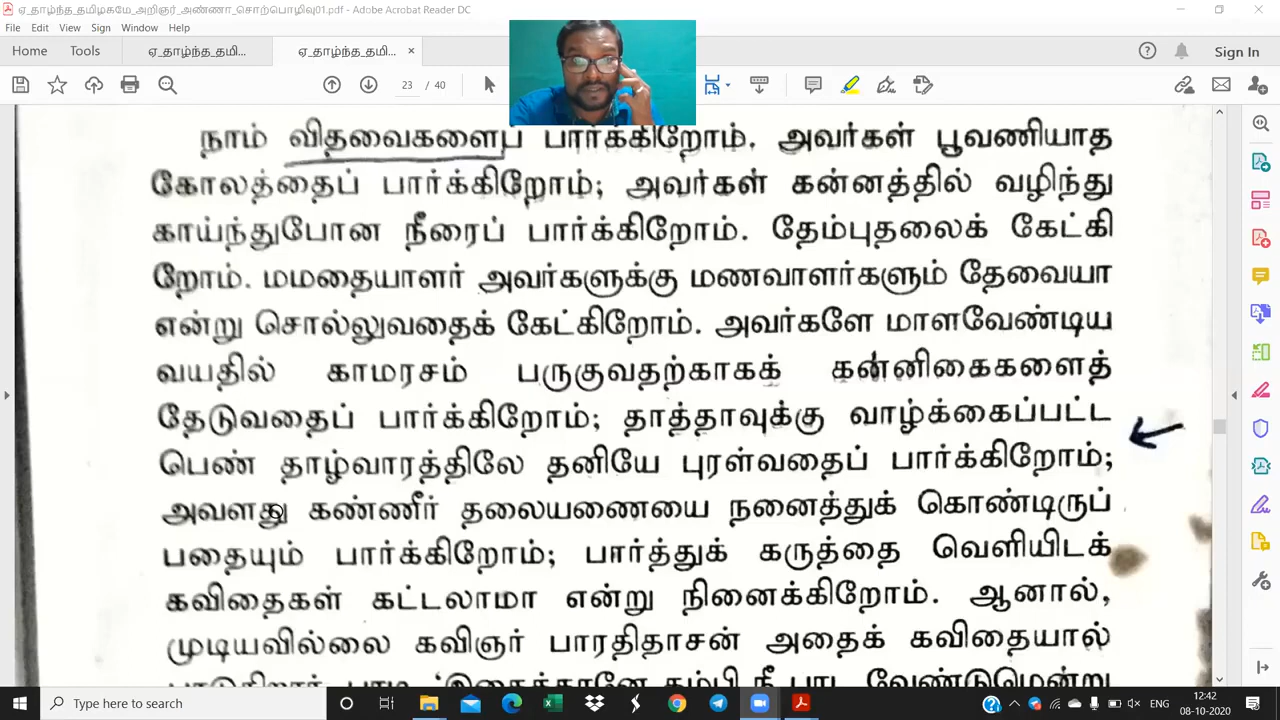 ஏ_தாழ்ந்த_தமிழகமே_அறிஞர்_அண்ணா_சொற்பொழிவு01.pdf - Adobe Acrobat Reader DC
File Edit View Sign Window Help
Home Tools ஏ_தாழ்ந்த_தமி... ஏ_தாழ்ந்த_தமி... × Sign In
23 / 40
நாம் விதவைகளைப் பார்க்கிறோம். அவர்கள் பூவணியாத
கோலத்தைப் பார்க்கிறோம்; அவர்கள் கன்னத்தில் வழிந்து
காய்ந்துபோன நீரைப் பார்க்கிறோம். தேம்புதலைக் கேட்கி
றோம். மமதையாளர் அவர்களுக்கு மணவாளர்களும் தேவையா
என்று சொல்லுவதைக் கேட்கிறோம். அவர்களே மாளவேண்டிய
வயதில் காமரசம் பருகுவதற்காகக் கன்னிகைகளைத்
தேடுவதைப் பார்க்கிறோம்; தாத்தாவுக்கு வாழ்க்கைப்பட்ட
பெண் தாழ்வாரத்திலே தனியே புரள்வதைப் பார்க்கிறோம்;
அவளது கண்ணீர் தலையணையை நனைத்துக் கொண்டிருப்
பதையும் பார்க்கிறோம்; பார்த்துக் கருத்தை வெளியிடக்
கவிதைகள் கட்டலாமா என்று நினைக்கிறோம். ஆனால்,
முடியவில்லை கவிஞர் பாரதிதாசன் அதைக் கவிதையால்
தம்பி நீ பாட வேண்டுமென்று
Type here to search ENG 12:42
08-10-2020